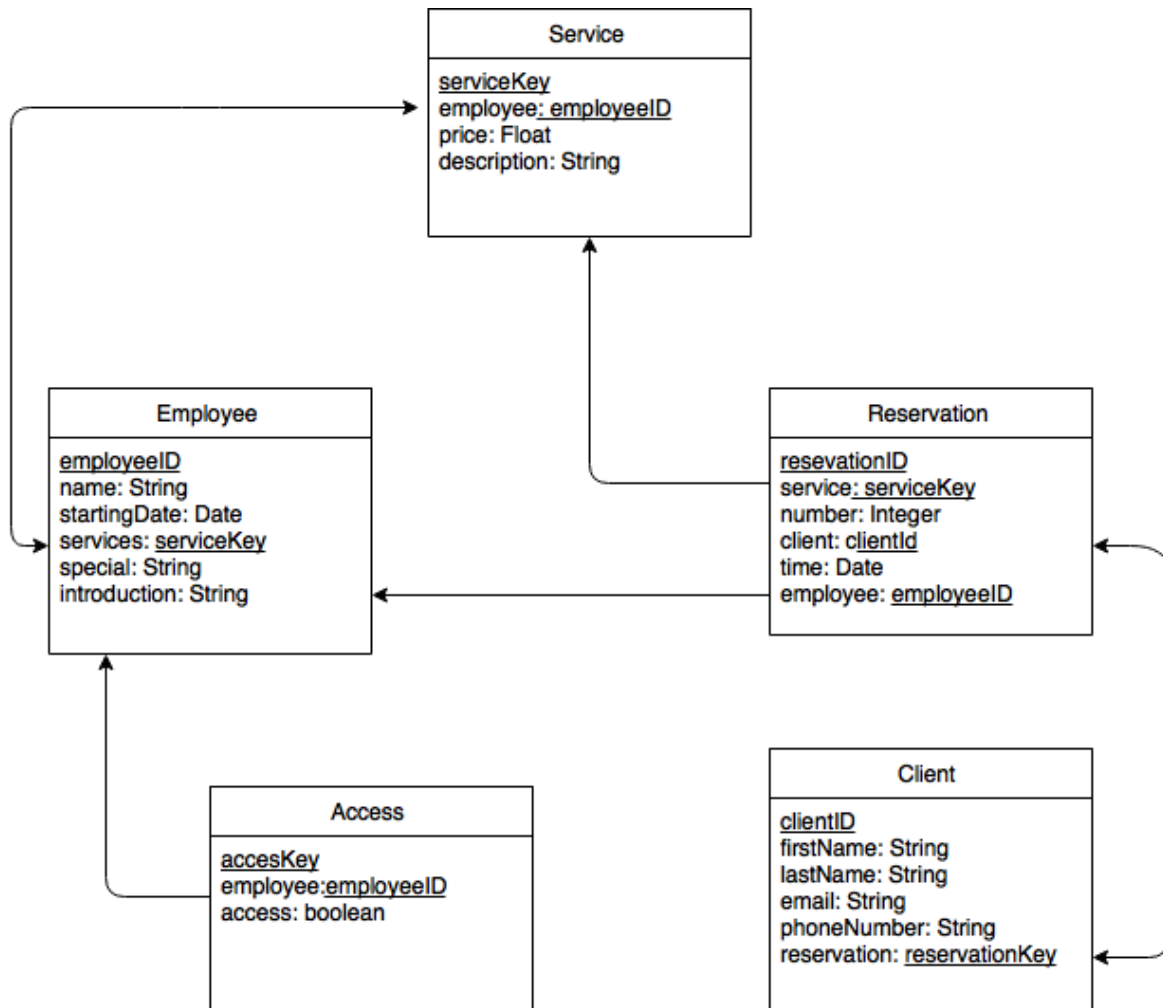 Service
serviceKey
employee: employeeID
price: Float
description: String
Employee
employeeID
name: String
startingDate: Date
services: serviceKey
special: String
introduction: String
Reservation
resevationID
service: serviceKey
number: Integer
client: clientId
time: Date
employee: employeeID
Access
accesKey
employee:employeeID
access: boolean
Client
clientID
firstName: String
lastName: String
email: String
phoneNumber: String
reservation: reservationKey